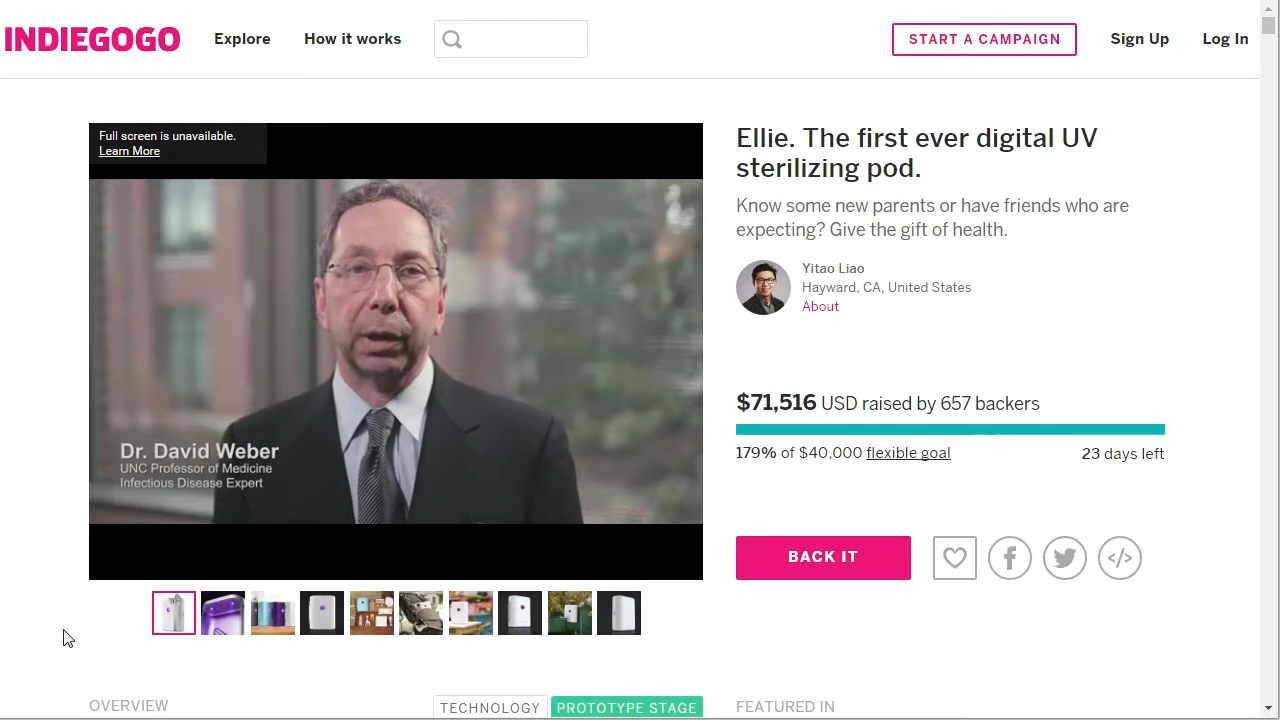 INDIEGOGO
Explore
How it works
START A CAMPAIGN
Sign Up
Log In
Full screen is unavailable.
Learn More
Dr. David Weber
UNC Professor of Medicine
Infectious Disease Expert
Ellie. The first ever digital UV
sterilizing pod.
Know some new parents or have friends who are
expecting? Give the gift of health.
Yitao Liao
Hayward, CA, United States
About
$71,516 USD raised by 657 backers
179% of $40,000 flexible goal
23 days left
BACK IT
OVERVIEW
TECHNOLOGY
PROTOTYPE STAGE
FEATURED IN